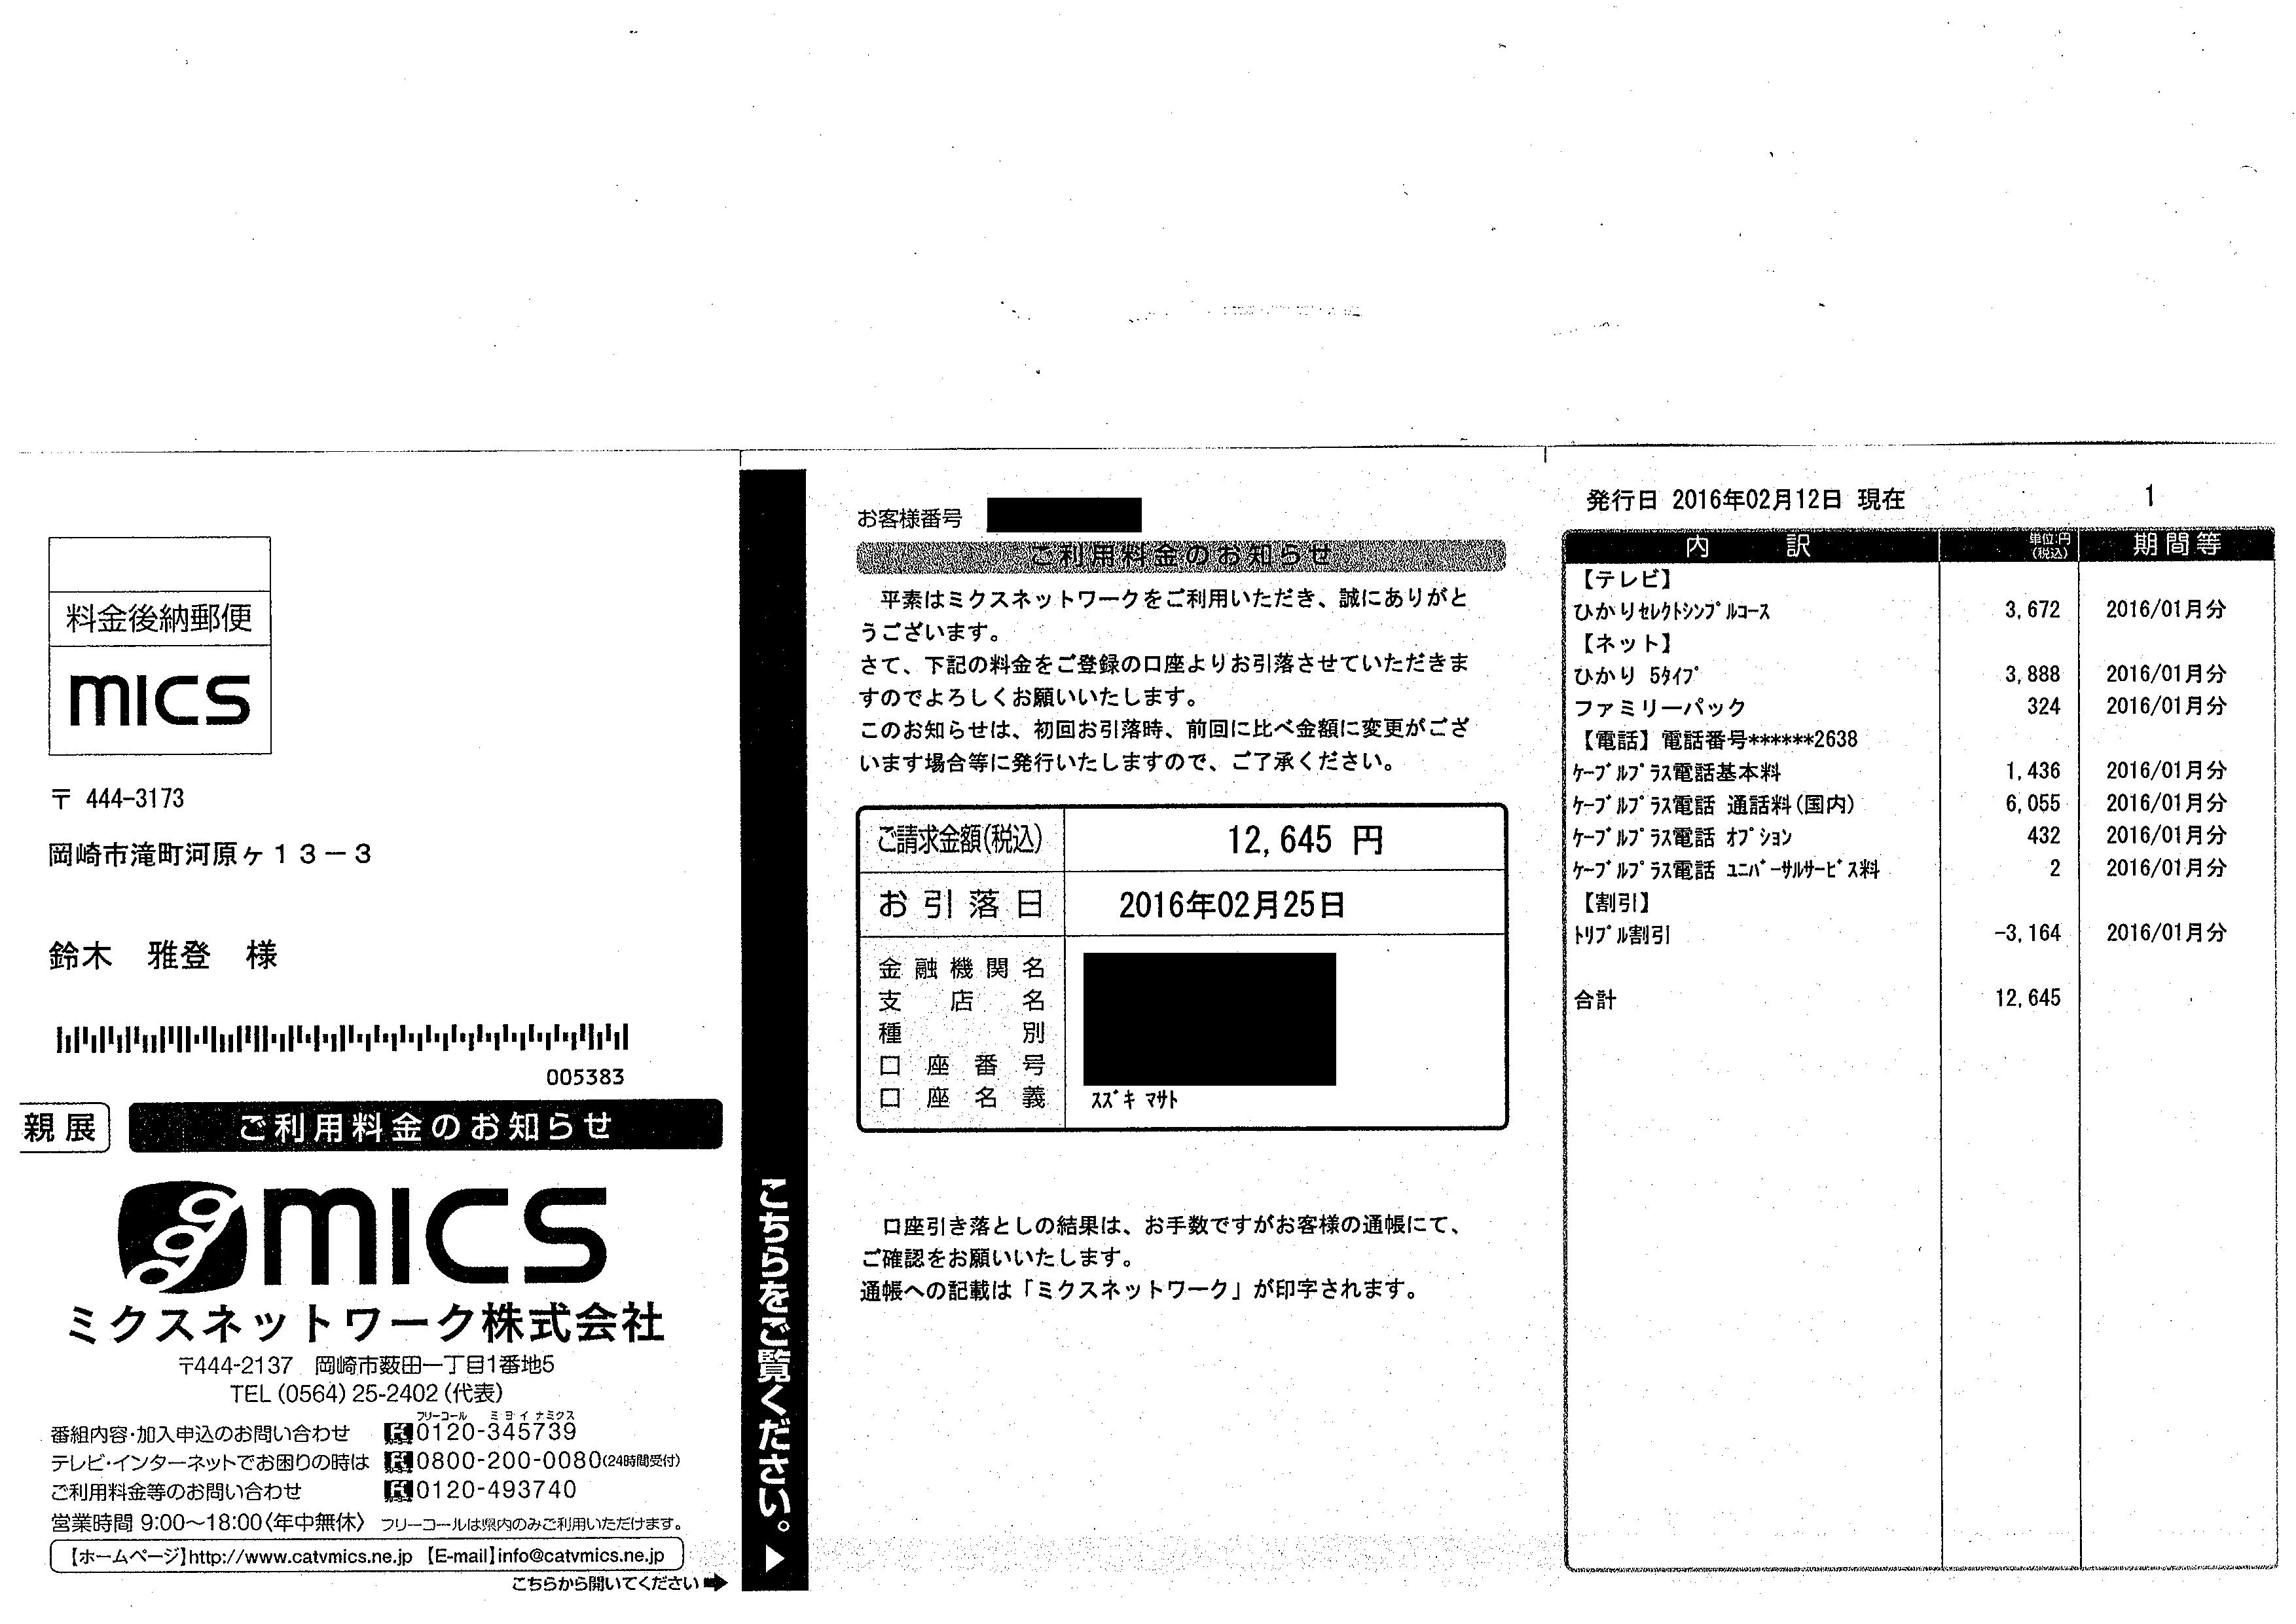 料金後納郵便
mics
〒 444-3173
岡崎市滝町河原ヶ13-3
鈴木 雅登 様
005383
親展
ご利用料金のお知らせ
mics
ミクスネットワーク株式会社
〒444-2137 岡崎市薮田一丁目1番地5
TEL (0564) 25-2402 (代表)
フリーコール ミヨイ ナミクス
番組内容・加入申込のお問い合わせ 0120-345739
テレビ・インターネットでお困りの時は 0800-200-0080(24時間受付)
ご利用料金等のお問い合わせ 0120-493740
営業時間 9:00〜18:00〈年中無休〉 フリーコールは県内のみご利用いただけます。
【ホームページ】http://www.catvmics.ne.jp 【E-mail】info@catvmics.ne.jp
こちらから開いてください➡
こちらをご覧ください。▶
お客様番号
ご利用料金のお知らせ
平素はミクスネットワークをご利用いただき、誠にありがと
うございます。
さて、下記の料金をご登録の口座よりお引落させていただきま
すのでよろしくお願いいたします。
このお知らせは、初回お引落時、前回に比べ金額に変更がござ
います場合等に発行いたしますので、ご了承ください。
ご請求金額(税込) 12,645 円
お引落日 2016年02月25日
金融機関名
支店名
種別
口座番号
口座名義 ｽｽﾞｷ ﾏｻﾄ
口座引き落としの結果は、お手数ですがお客様の通帳にて、
ご確認をお願いいたします。
通帳への記載は「ミクスネットワーク」が印字されます。
発行日 2016年02月12日 現在 1
内訳 単位:円(税込) 期間等
【テレビ】
ひかりｾﾚｸﾄｼﾝﾌﾟﾙｺｰｽ 3,672 2016/01月分
【ネット】
ひかり 5ﾀｲﾌﾟ 3,888 2016/01月分
ファミリーパック 324 2016/01月分
【電話】電話番号******2638
ｹｰﾌﾞﾙﾌﾟﾗｽ電話基本料 1,436 2016/01月分
ｹｰﾌﾞﾙﾌﾟﾗｽ電話 通話料(国内) 6,055 2016/01月分
ｹｰﾌﾞﾙﾌﾟﾗｽ電話 ｵﾌﾟｼｮﾝ 432 2016/01月分
ｹｰﾌﾞﾙﾌﾟﾗｽ電話 ﾕﾆﾊﾞｰｻﾙｻｰﾋﾞｽ料 2 2016/01月分
【割引】
ﾄﾘﾌﾟﾙ割引 -3,164 2016/01月分
合計 12,645